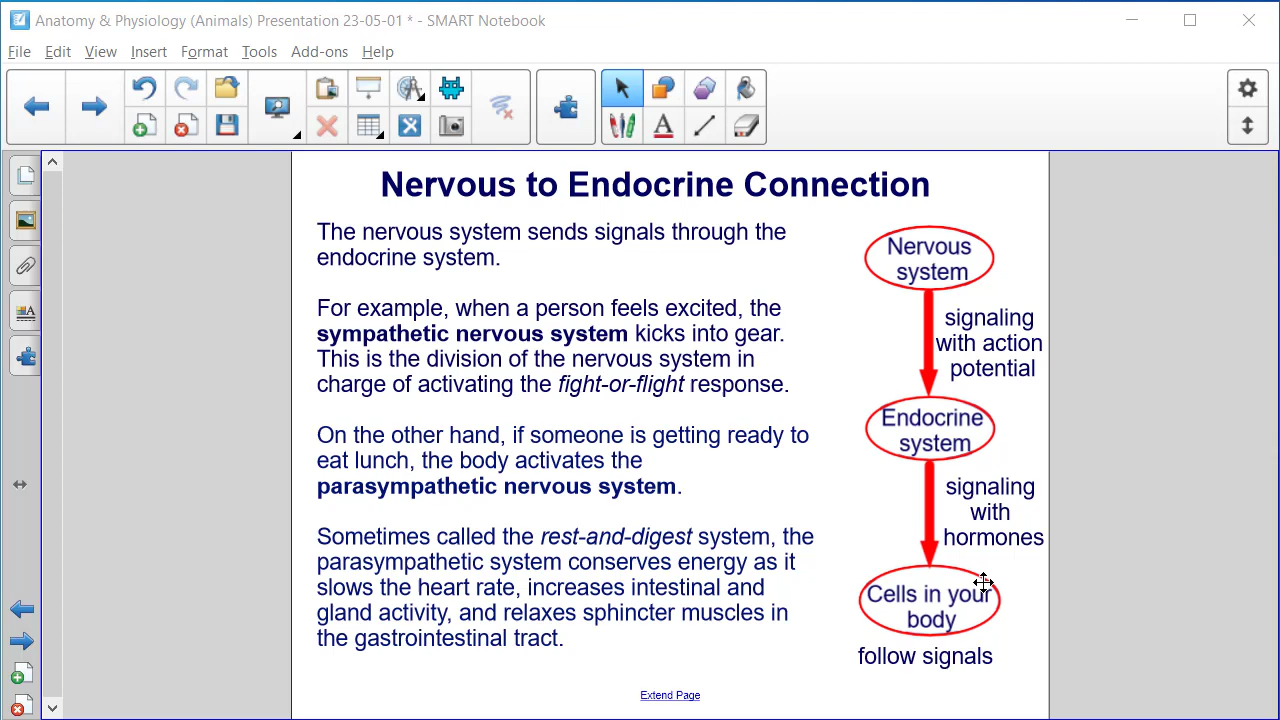 Anatomy & Physiology (Animals) Presentation 23-05-01 * - SMART Notebook
File Edit View Insert Format Tools Add-ons Help
Nervous to Endocrine Connection
The nervous system sends signals through the
endocrine system.
For example, when a person feels excited, the
sympathetic nervous system kicks into gear.
This is the division of the nervous system in
charge of activating the fight-or-flight response.
On the other hand, if someone is getting ready to
eat lunch, the body activates the
parasympathetic nervous system.
Sometimes called the rest-and-digest system, the
parasympathetic system conserves energy as it
slows the heart rate, increases intestinal and
gland activity, and relaxes sphincter muscles in
the gastrointestinal tract.
Nervous
system
signaling
with action
potential
Endocrine
system
signaling
with
hormones
Cells in your
body
follow signals
Extend Page